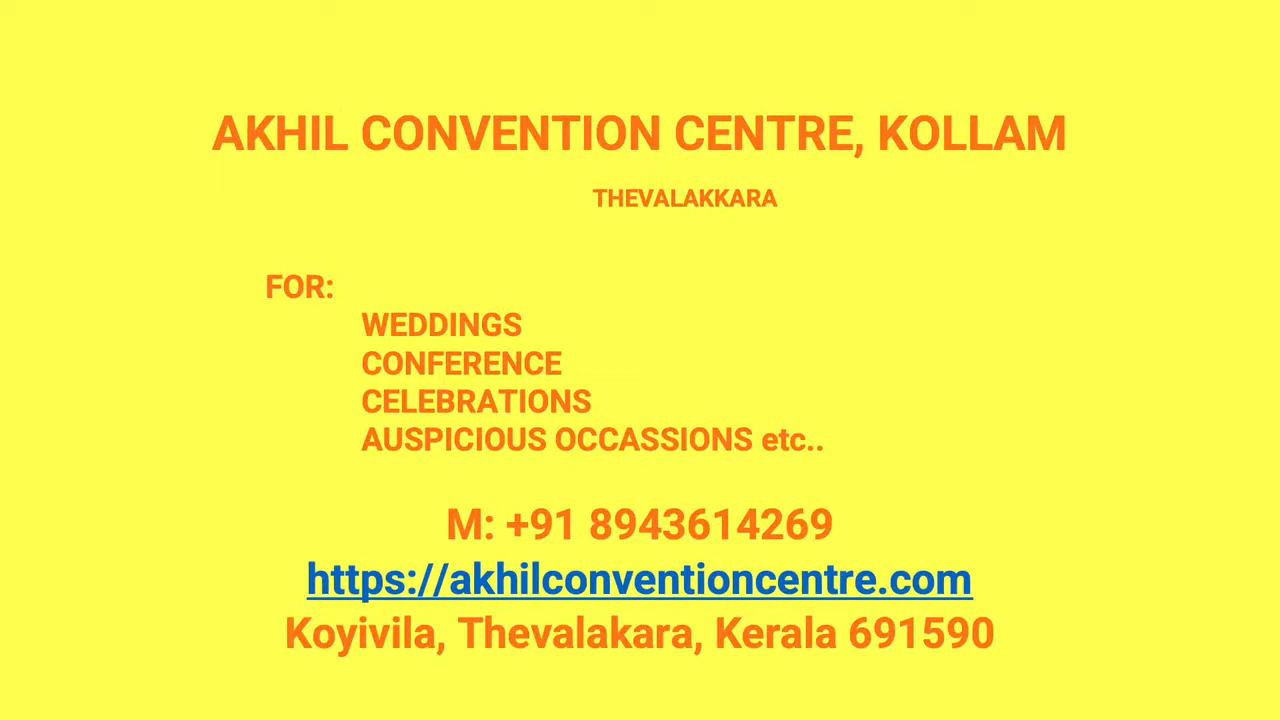 AKHIL CONVENTION CENTRE, KOLLAM
THEVALAKKARA
FOR:
WEDDINGS
CONFERENCE
CELEBRATIONS
AUSPICIOUS OCCASSIONS etc..
M: +91 8943614269
https://akhilconventioncentre.com
Koyivila, Thevalakara, Kerala 691590